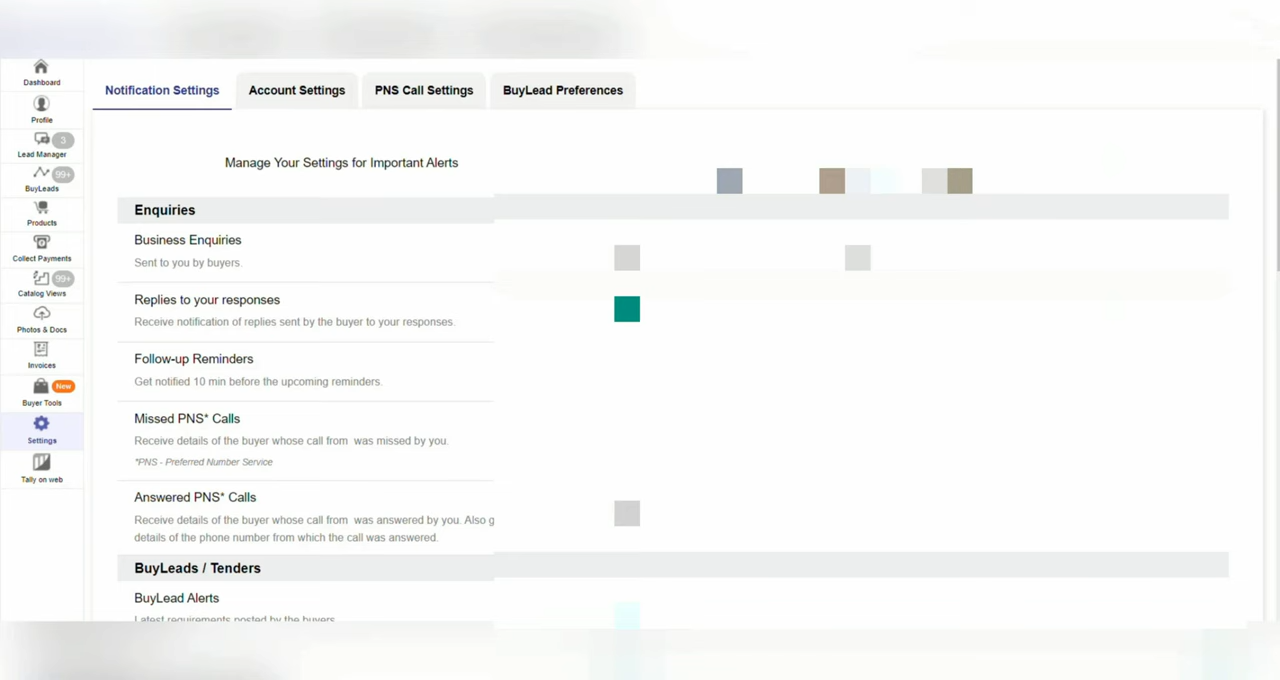 Dashboard
Profile
3
Lead Manager
99+
BuyLeads
Products
Collect Payments
99+
Catalog Views
Photos & Docs
Invoices
New
Buyer Tools
Settings
Tally on web
Notification Settings
Account Settings
PNS Call Settings
BuyLead Preferences
Manage Your Settings for Important Alerts
Enquiries
Business Enquiries
Sent to you by buyers.
Replies to your responses
Receive notification of replies sent by the buyer to your responses.
Follow-up Reminders
Get notified 10 min before the upcoming reminders.
Missed PNS* Calls
Receive details of the buyer whose call from was missed by you.
*PNS - Preferred Number Service
Answered PNS* Calls
Receive details of the buyer whose call from was answered by you. Also g
details of the phone number from which the call was answered.
BuyLeads / Tenders
BuyLead Alerts
Latest requirements posted by the buyers